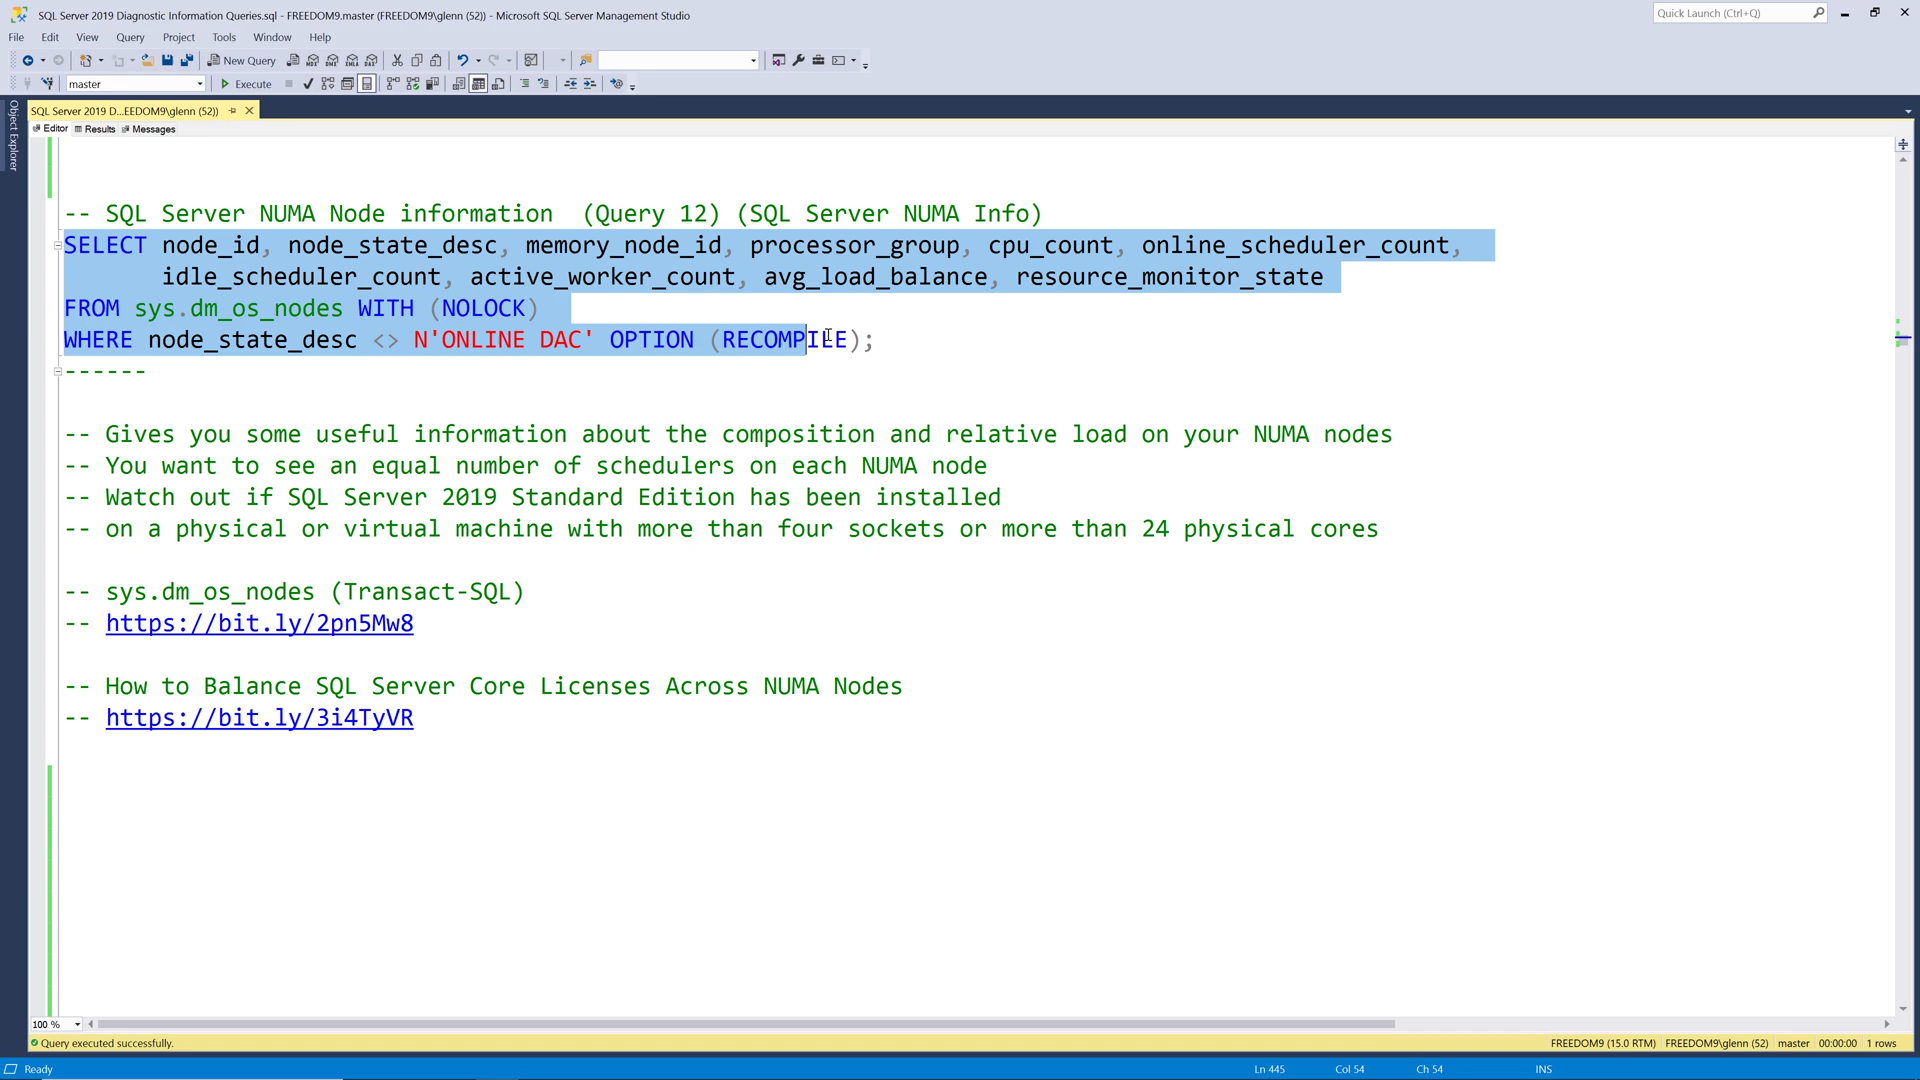 SQL Server 2019 Diagnostic Information Queries.sql - FREEDOM9.master (FREEDOM9\glenn (52)) - Microsoft SQL Server Management Studio
Quick Launch (Ctrl+Q)
File Edit View Query Project Tools Window Help
New Query
master
Execute
SQL Server 2019 D...EEDOM9\glenn (52))
Object Explorer
Editor Results Messages
-- SQL Server NUMA Node information  (Query 12) (SQL Server NUMA Info)
SELECT node_id, node_state_desc, memory_node_id, processor_group, cpu_count, online_scheduler_count,
idle_scheduler_count, active_worker_count, avg_load_balance, resource_monitor_state
FROM sys.dm_os_nodes WITH (NOLOCK)
WHERE node_state_desc <> N'ONLINE DAC' OPTION (RECOMPILE);
------
-- Gives you some useful information about the composition and relative load on your NUMA nodes
-- You want to see an equal number of schedulers on each NUMA node
-- Watch out if SQL Server 2019 Standard Edition has been installed
-- on a physical or virtual machine with more than four sockets or more than 24 physical cores
-- sys.dm_os_nodes (Transact-SQL)
-- https://bit.ly/2pn5Mw8
-- How to Balance SQL Server Core Licenses Across NUMA Nodes
-- https://bit.ly/3i4TyVR
100 %
Query executed successfully.
FREEDOM9 (15.0 RTM) FREEDOM9\glenn (52) master 00:00:00 1 rows
Ready
Ln 445 Col 54 Ch 54 INS